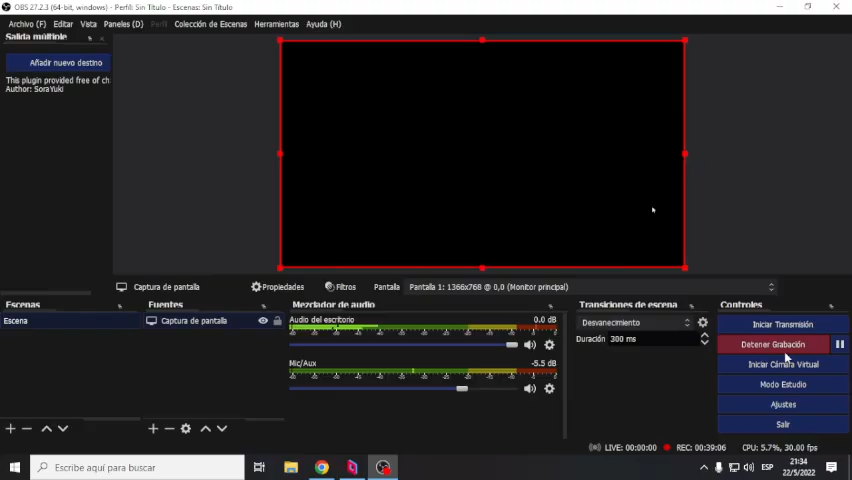 OBS 27.2.3 (64-bit, windows) - Perfil: Sin Título - Escenas: Sin Título
Archivo (F) Editar Vista Paneles (D) Perfil Colección de Escenas Herramientas Ayuda (H)
Salida múltiple
Añadir nuevo destino
This plugin provided free of ch
Author: SoraYuki
Captura de pantalla Propiedades Filtros Pantalla Pantalla 1: 1366x768 @ 0,0 (Monitor principal)
Escenas
Escena
Fuentes
Captura de pantalla
Mezclador de audio
Audio del escritorio 0.0 dB
Mic/Aux -5.5 dB
Transiciones de escena
Desvanecimiento
Duración 300 ms
Controles
Iniciar Transmisión
Detener Grabación
Iniciar Cámara Virtual
Modo Estudio
Ajustes
Salir
LIVE: 00:00:00 REC: 00:39:06 CPU: 5.7%, 30.00 fps
Escribe aquí para buscar
ESP
21:34
22/5/2022